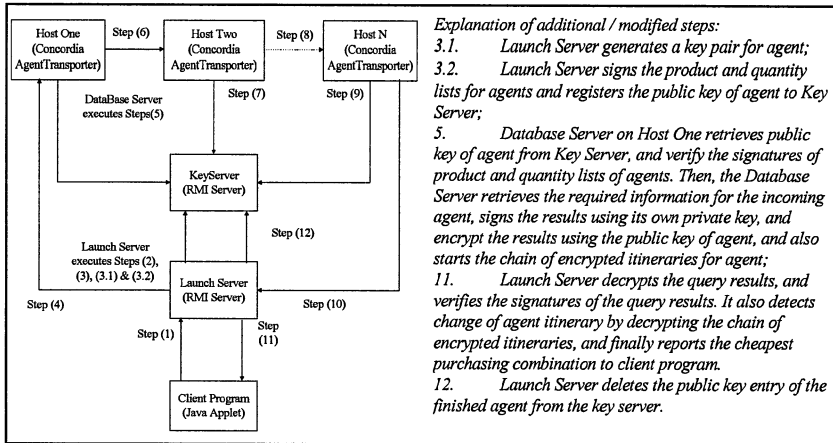 Host One
(Concordia
AgentTransporter)
Step (6)
Host Two
(Concordia
AgentTransporter)
Step (8)
Host N
(Concordia
AgentTransporter)
DataBase Server
executes Steps(5)
Step (7)
Step (9)
KeyServer
(RMI Server)
Step (12)
Launch Server
executes Steps (2),
(3), (3.1) & (3.2)
Step (4)
Launch Server
(RMI Server)
Step (10)
Step (1)
Step
(11)
Client Program
(Java Applet)
Explanation of additional / modified steps:
3.1. Launch Server generates a key pair for agent;
3.2. Launch Server signs the product and quantity
lists for agents and registers the public key of agent to Key
Server;
5. Database Server on Host One retrieves public
key of agent from Key Server, and verify the signatures of
product and quantity lists of agents. Then, the Database
Server retrieves the required information for the incoming
agent, signs the results using its own private key, and
encrypt the results using the public key of agent, and also
starts the chain of encrypted itineraries for agent;
11. Launch Server decrypts the query results, and
verifies the signatures of the query results. It also detects
change of agent itinerary by decrypting the chain of
encrypted itineraries, and finally reports the cheapest
purchasing combination to client program.
12. Launch Server deletes the public key entry of the
finished agent from the key server.